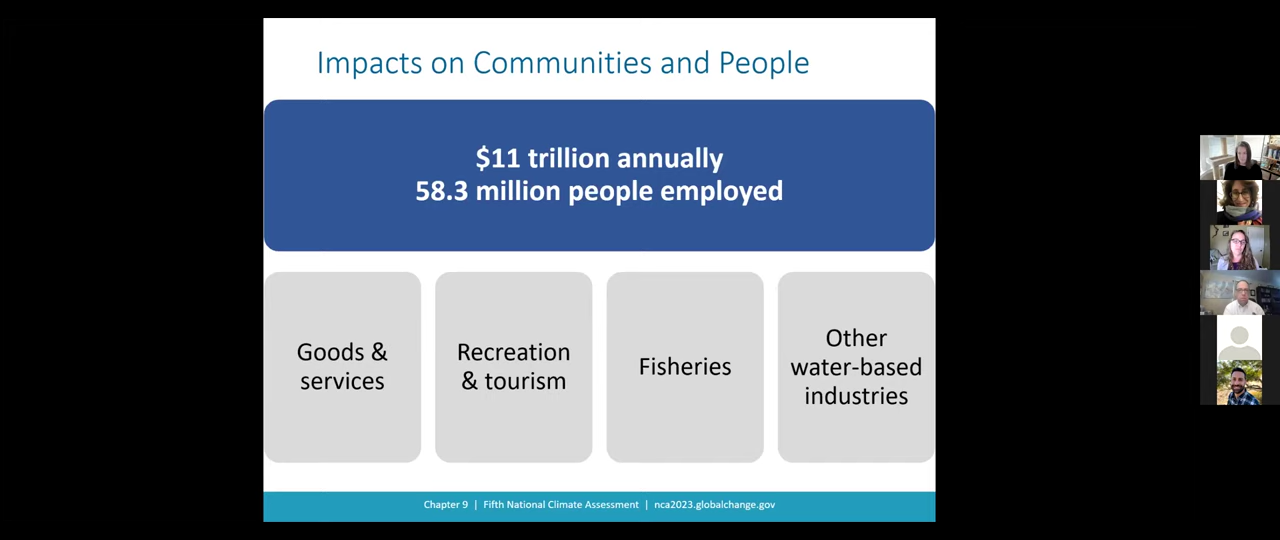 Impacts on Communities and People
$11 trillion annually
58.3 million people employed
Goods &
services
Recreation
& tourism
Fisheries
Other
water-based
industries
Chapter 9 | Fifth National Climate Assessment | nca2023.globalchange.gov